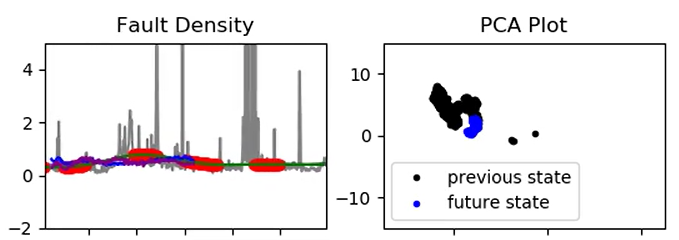 Fault Density
4
2
0
−2
PCA Plot
10
0
−10
previous state
future state